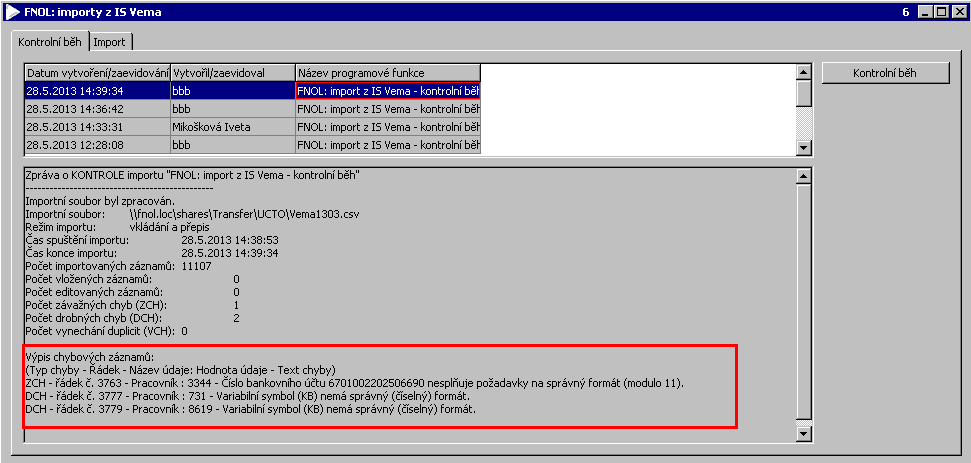 FNOL: importy z IS Vema 6
Kontrolní běh Import
Datum vytvoření/zaevidování Vytvořil/zaevidoval Název programové funkce
28.5.2013 14:39:34 bbb FNOL: import z IS Vema - kontrolní běh
28.5.2013 14:36:42 bbb FNOL: import z IS Vema - kontrolní běh
28.5.2013 14:33:31 Mikošková Iveta FNOL: import z IS Vema - kontrolní běh
28.5.2013 12:28:08 bbb FNOL: import z IS Vema - kontrolní běh
Kontrolní běh
Zpráva o KONTROLE importu "FNOL: import z IS Vema - kontrolní běh"
-----------------------------------------------
Importní soubor byl zpracován.
Importní soubor: \\fnol.loc\shares\Transfer\UCTO\Vema1303.csv
Režim importu: vkládání a přepis
Čas spuštění importu: 28.5.2013 14:38:53
Čas konce importu: 28.5.2013 14:39:34
Počet importovaných záznamů: 11107
Počet vložených záznamů: 0
Počet editovaných záznamů: 0
Počet závažných chyb (ZCH): 1
Počet drobných chyb (DCH): 2
Počet vynechání duplicit (VCH): 0
Výpis chybových záznamů:
(Typ chyby - Řádek - Název údaje: Hodnota údaje - Text chyby)
ZCH - řádek č. 3763 - Pracovník : 3344 - Číslo bankovního účtu 6701002202506690 nesplňuje požadavky na správný formát (modulo 11).
DCH - řádek č. 3777 - Pracovník : 731 - Variabilní symbol (KB) nemá správný (číselný) formát.
DCH - řádek č. 3779 - Pracovník : 8619 - Variabilní symbol (KB) nemá správný (číselný) formát.